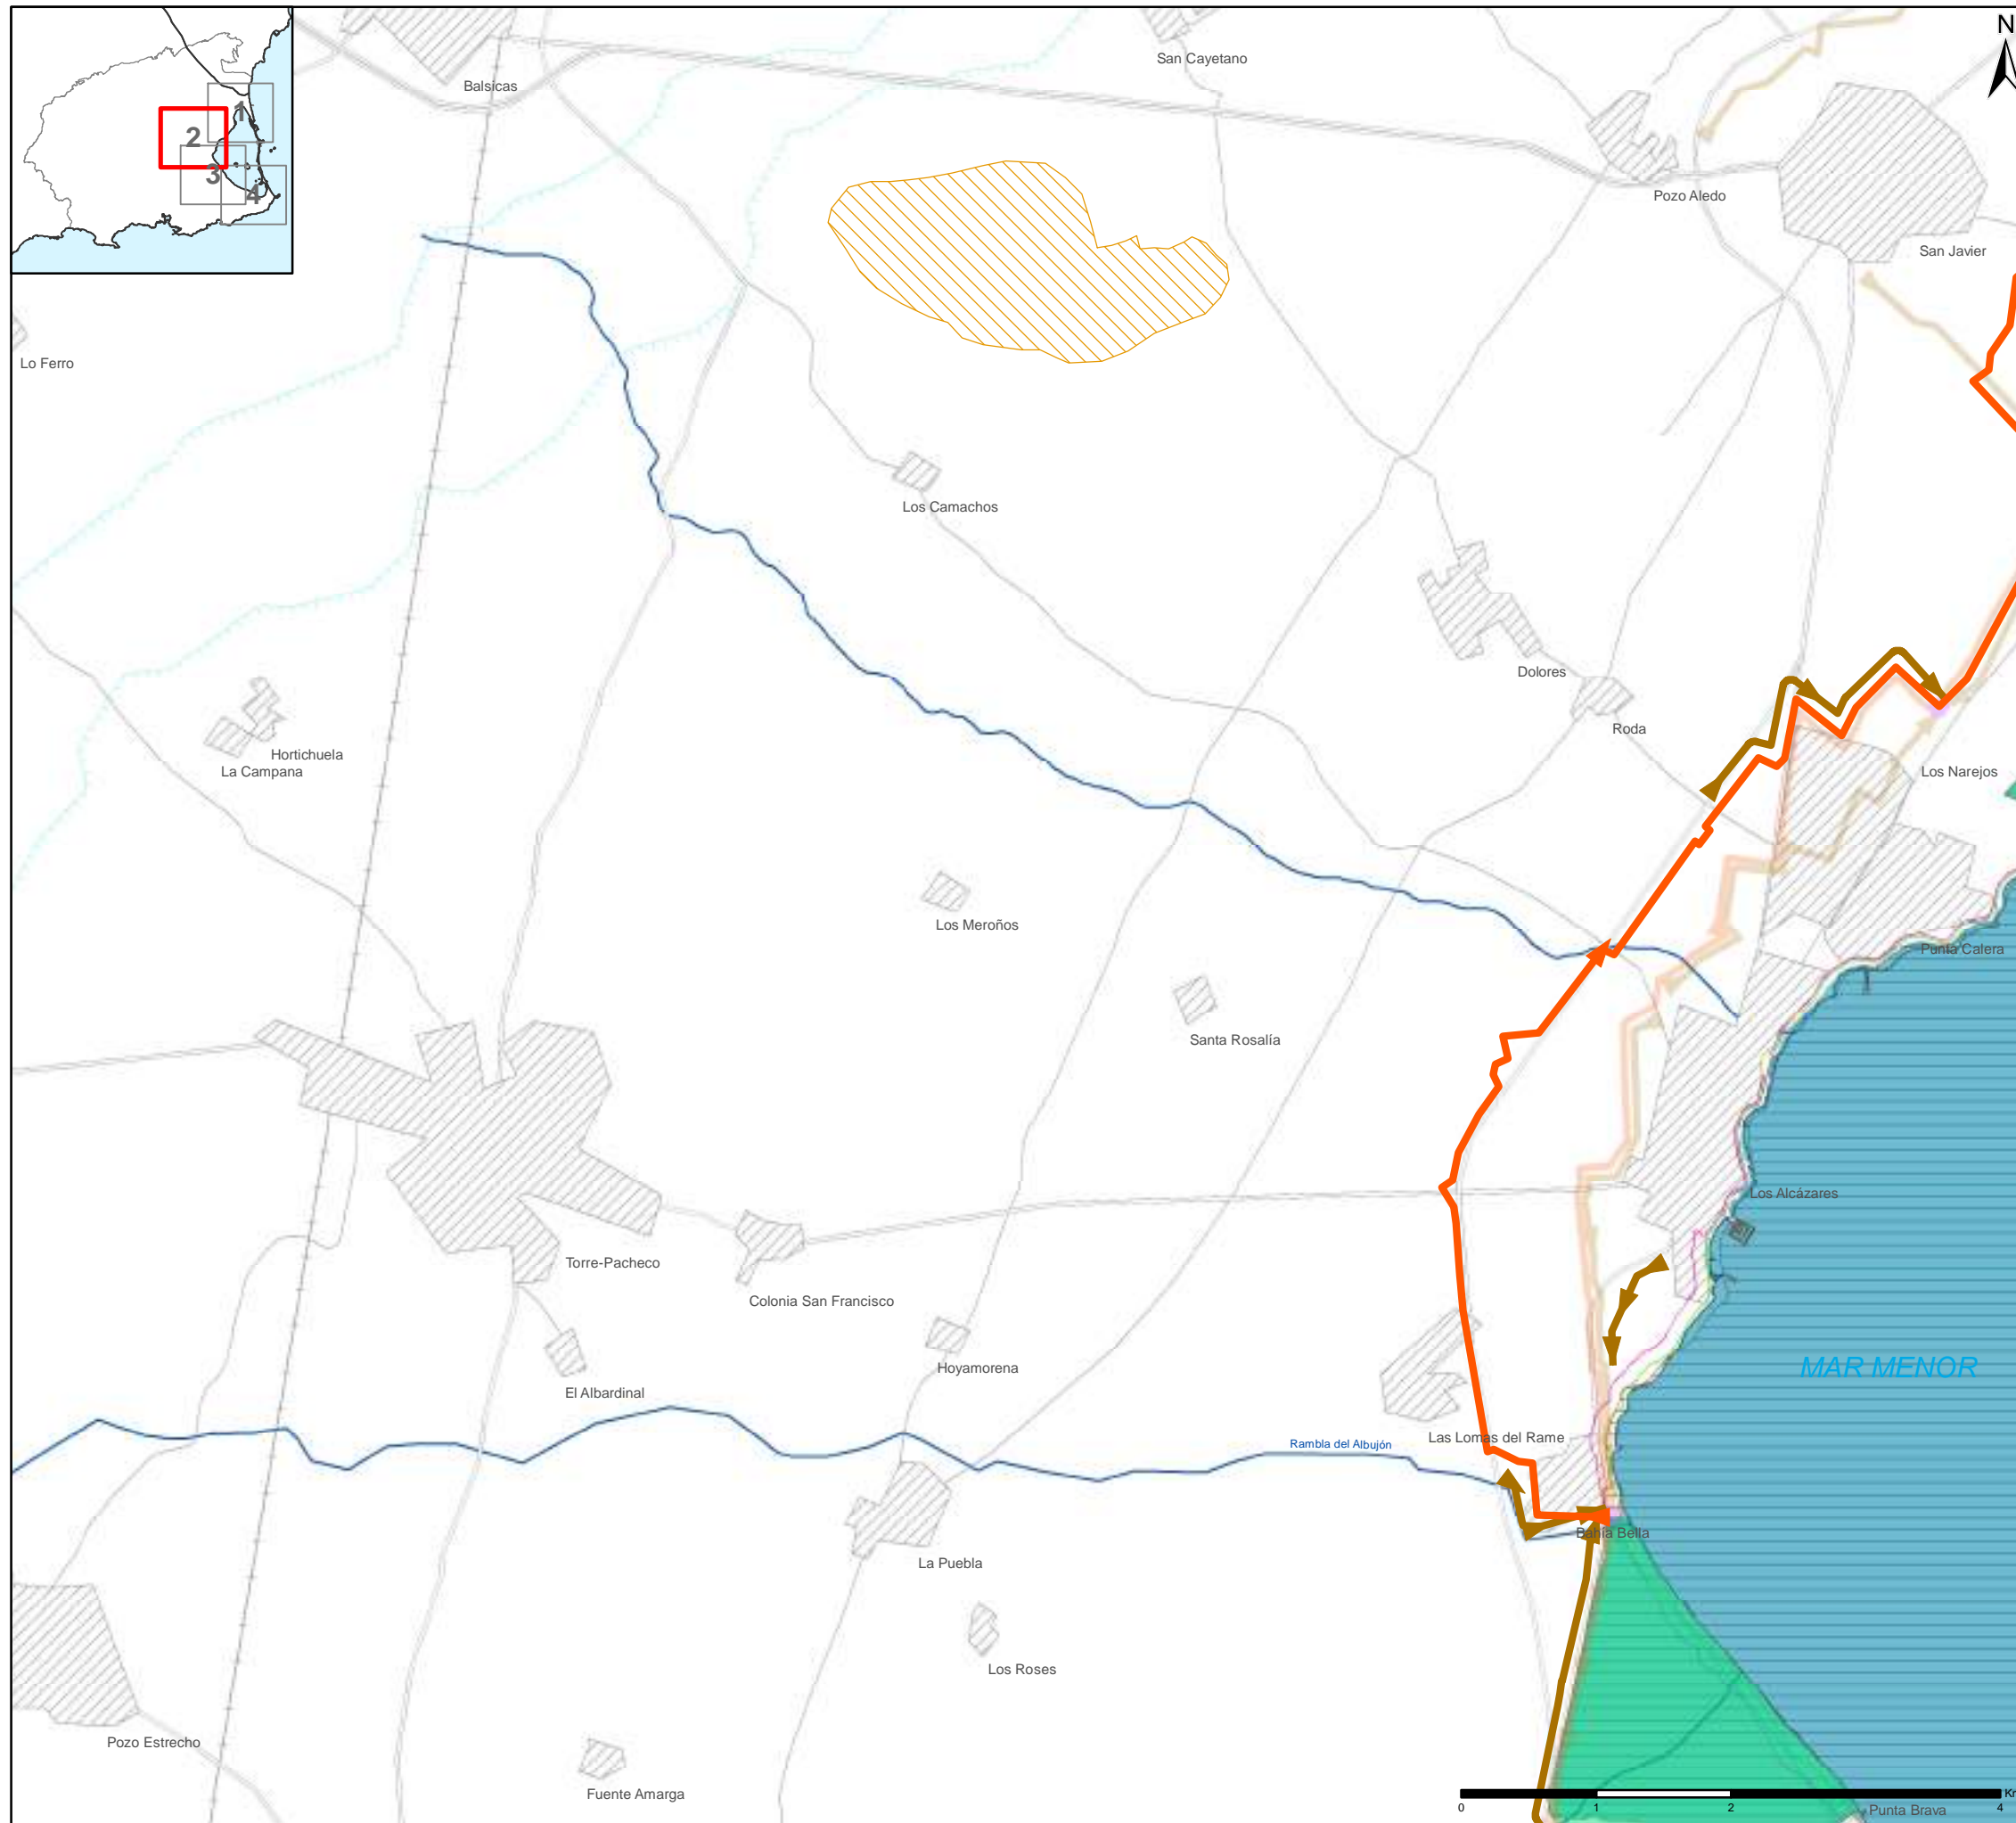 N
San Cayetano
Balsicas
1
2
3
4
Pozo Aledo
San Javier
Lo Ferro
Los Camachos
Dolores
Roda
Hortichuela
La Campana
Los Narejos
Los Meroños
Punta Calera
Santa Rosalía
Los Alcázares
Torre-Pacheco
Colonia San Francisco
Hoyamorena
MAR MENOR
El Albardinal
Las Lomas del Rame
Rambla del Albujón
Bahía Bella
La Puebla
Los Roses
Pozo Estrecho
Fuente Amarga
0 1 2 4
Punta Brava